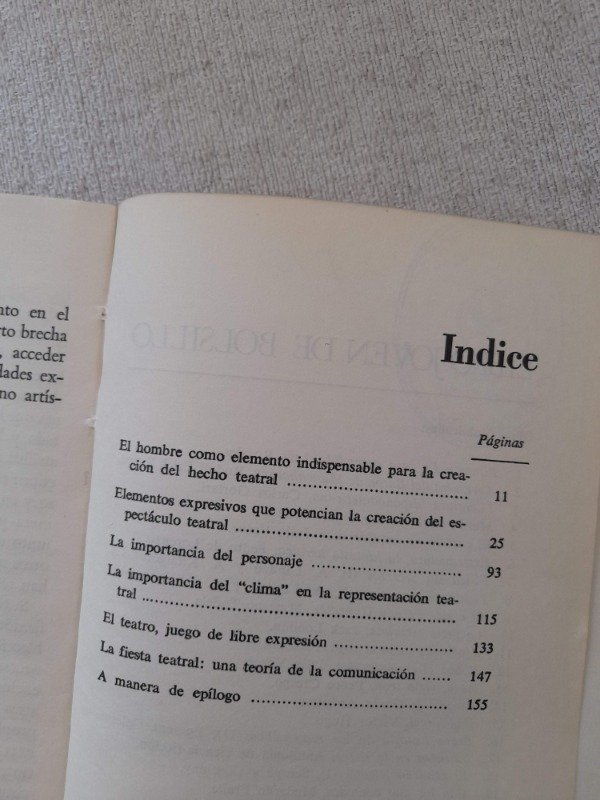 nto en el
rto brecha
, acceder
dades ex-
no artís-
Indice
Páginas
El hombre como elemento indispensable para la crea-
ción del hecho teatral ........................................ 11
Elementos expresivos que potencian la creación del es-
pectáculo teatral .................................................. 25
La importancia del personaje ................................. 93
La importancia del "clima" en la representación tea-
tral ..................................................................... 115
El teatro, juego de libre expresión ......................... 133
La fiesta teatral: una teoría de la comunicación ...... 147
A manera de epílogo ............................................. 155